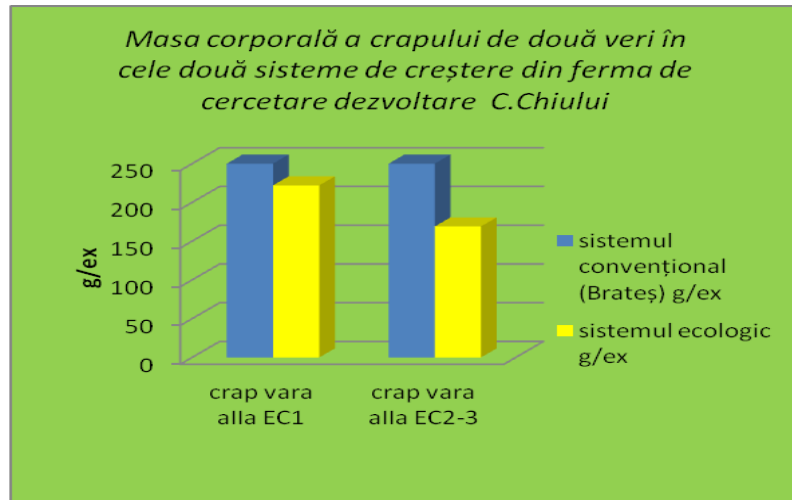 Masa corporală a crapului de două veri în
cele două sisteme de creștere din ferma de
cercetare dezvoltare C.Chiului
250
200
150
100
50
0
g/ex
crap vara
aIIa EC1
crap vara
aIIa EC2-3
sistemul
convențional
(Brateș) g/ex
sistemul ecologic
g/ex